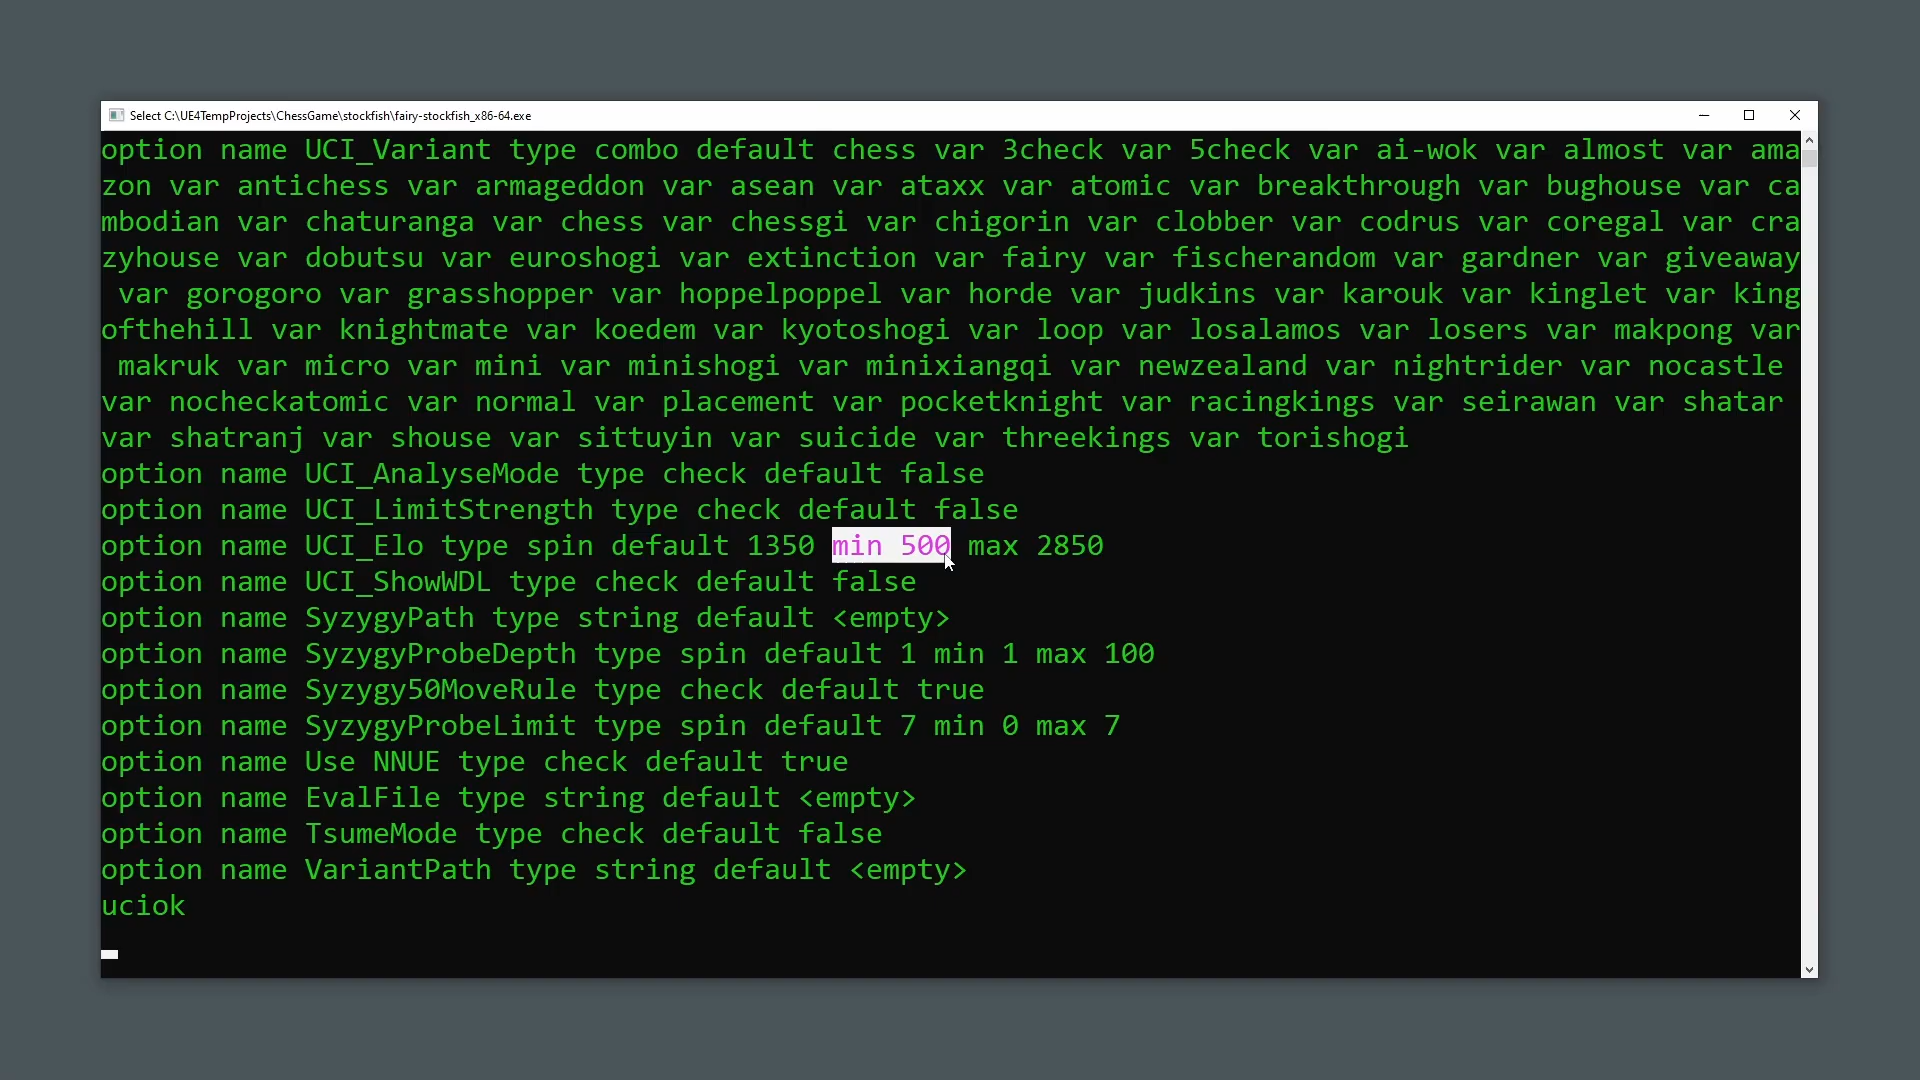 Select C:\UE4TempProjects\ChessGame\stockfish\fairy-stockfish_x86-64.exe
option name UCI_Variant type combo default chess var 3check var 5check var ai-wok var almost var ama
zon var antichess var armageddon var asean var ataxx var atomic var breakthrough var bughouse var ca
mbodian var chaturanga var chess var chessgi var chigorin var clobber var codrus var coregal var cra
zyhouse var dobutsu var euroshogi var extinction var fairy var fischerandom var gardner var giveaway
 var gorogoro var grasshopper var hoppelpoppel var horde var judkins var karouk var kinglet var king
ofthehill var knightmate var koedem var kyotoshogi var loop var losalamos var losers var makpong var
 makruk var micro var mini var minishogi var minixiangqi var newzealand var nightrider var nocastle
var nocheckatomic var normal var placement var pocketknight var racingkings var seirawan var shatar
var shatranj var shouse var sittuyin var suicide var threekings var torishogi
option name UCI_AnalyseMode type check default false
option name UCI_LimitStrength type check default false
option name UCI_Elo type spin default 1350 min 500 max 2850
option name UCI_ShowWDL type check default false
option name SyzygyPath type string default <empty>
option name SyzygyProbeDepth type spin default 1 min 1 max 100
option name Syzygy50MoveRule type check default true
option name SyzygyProbeLimit type spin default 7 min 0 max 7
option name Use NNUE type check default true
option name EvalFile type string default <empty>
option name TsumeMode type check default false
option name VariantPath type string default <empty>
uciok